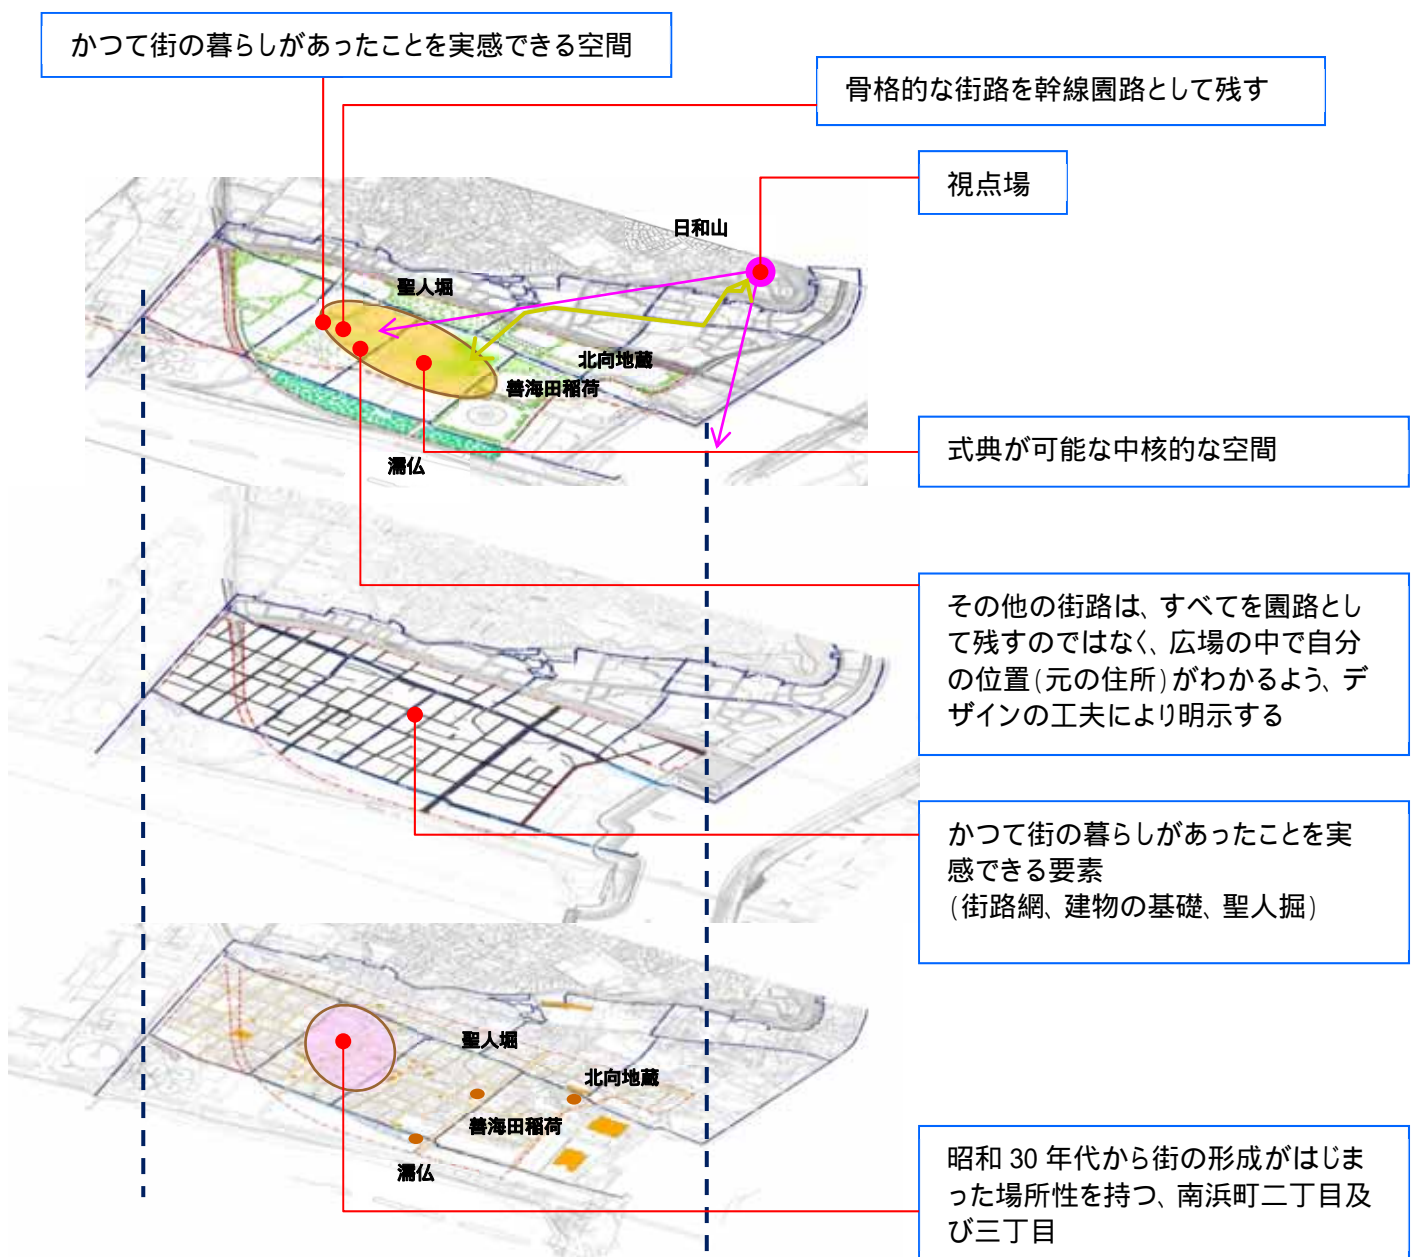 かつて街の暮らしがあったことを実感できる空間
骨格的な街路を幹線園路として残す
視点場
日和山
聖人堀
北向地蔵
善海田稲荷
濡仏
式典が可能な中核的な空間
その他の街路は、すべてを園路とし
て残すのではなく、広場の中で自分
の位置(元の住所)がわかるよう、デ
ザインの工夫により明示する
かつて街の暮らしがあったことを実
感できる要素
(街路網、建物の基礎、聖人掘)
聖人堀
北向地蔵
善海田稲荷
濡仏
昭和 30 年代から街の形成がはじま
った場所性を持つ、南浜町二丁目及
び三丁目